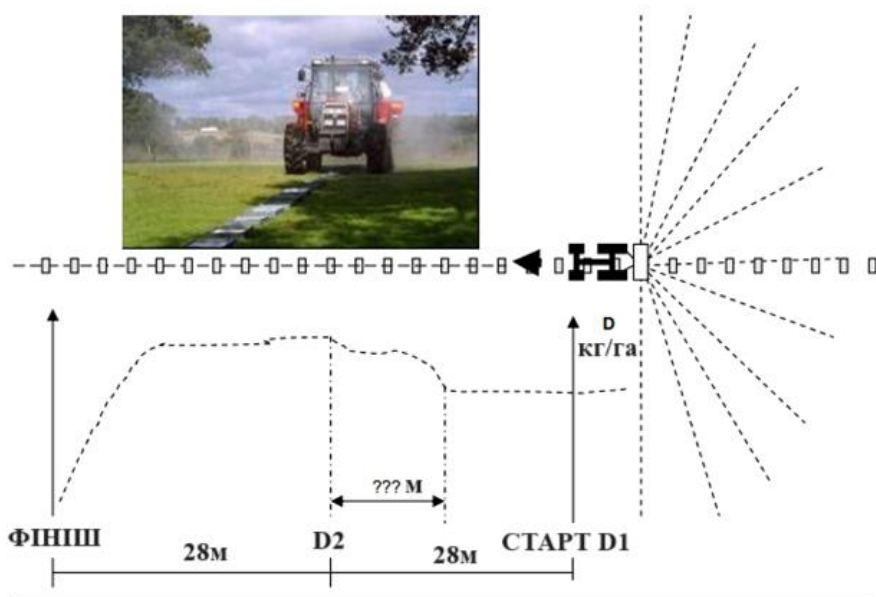 D
кг/га
??? м
ФІНІШ
D2
СТАРТ D1
28м
28м